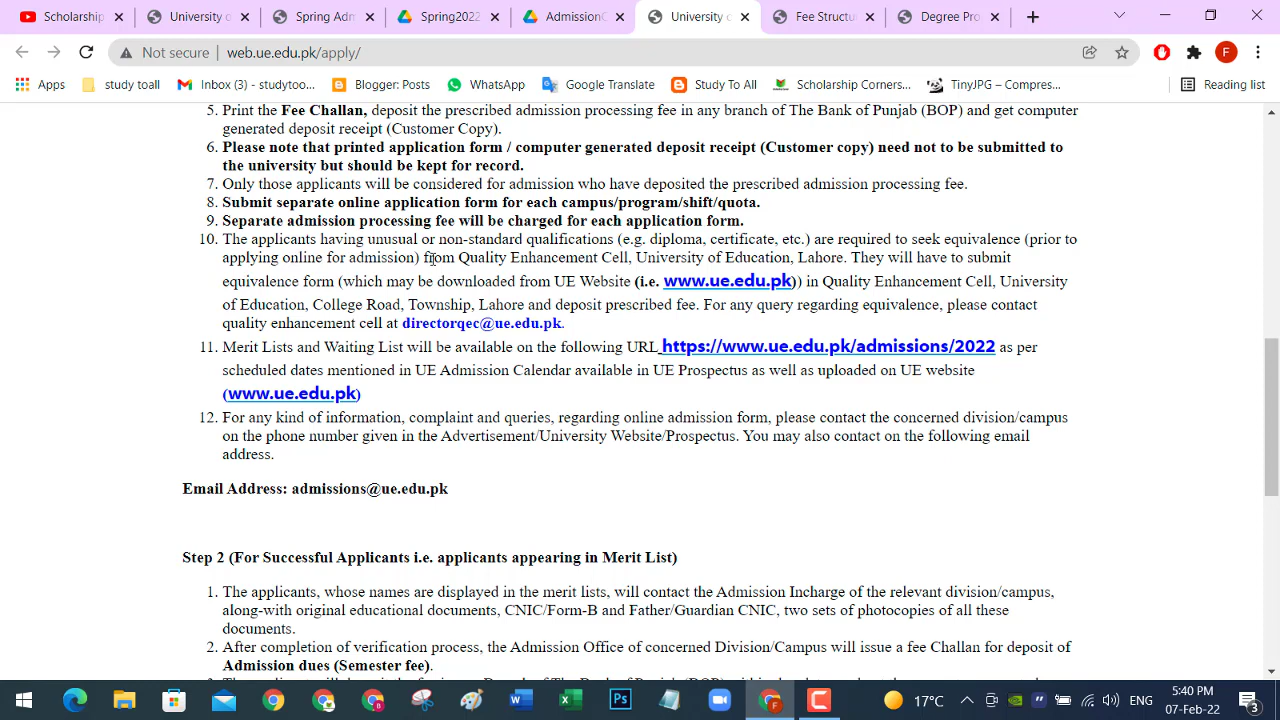 Scholarship
University o
Spring Adm
Spring2022
AdmissionC
University o
Fee Structu
Degree Pro
Not secure
web.ue.edu.pk/apply/
F
Apps
study toall
Inbox (3) - studytoo...
Blogger: Posts
WhatsApp
Google Translate
Study To All
Scholarship Corners...
TinyJPG – Compres...
Reading list
5. Print the Fee Challan, deposit the prescribed admission processing fee in any branch of The Bank of Punjab (BOP) and get computer
generated deposit receipt (Customer Copy).
6. Please note that printed application form / computer generated deposit receipt (Customer copy) need not to be submitted to
the university but should be kept for record.
7. Only those applicants will be considered for admission who have deposited the prescribed admission processing fee.
8. Submit separate online application form for each campus/program/shift/quota.
9. Separate admission processing fee will be charged for each application form.
10. The applicants having unusual or non-standard qualifications (e.g. diploma, certificate, etc.) are required to seek equivalence (prior to
applying online for admission) from Quality Enhancement Cell, University of Education, Lahore. They will have to submit
equivalence form (which may be downloaded from UE Website (i.e. www.ue.edu.pk)) in Quality Enhancement Cell, University
of Education, College Road, Township, Lahore and deposit prescribed fee. For any query regarding equivalence, please contact
quality enhancement cell at directorqec@ue.edu.pk.
11. Merit Lists and Waiting List will be available on the following URL https://www.ue.edu.pk/admissions/2022 as per
scheduled dates mentioned in UE Admission Calendar available in UE Prospectus as well as uploaded on UE website
(www.ue.edu.pk)
12. For any kind of information, complaint and queries, regarding online admission form, please contact the concerned division/campus
on the phone number given in the Advertisement/University Website/Prospectus. You may also contact on the following email
address.
Email Address: admissions@ue.edu.pk
Step 2 (For Successful Applicants i.e. applicants appearing in Merit List)
1. The applicants, whose names are displayed in the merit lists, will contact the Admission Incharge of the relevant division/campus,
along-with original educational documents, CNIC/Form-B and Father/Guardian CNIC, two sets of photocopies of all these
documents.
2. After completion of verification process, the Admission Office of concerned Division/Campus will issue a fee Challan for deposit of
Admission dues (Semester fee).
17°C
ENG
5:40 PM
07-Feb-22
3